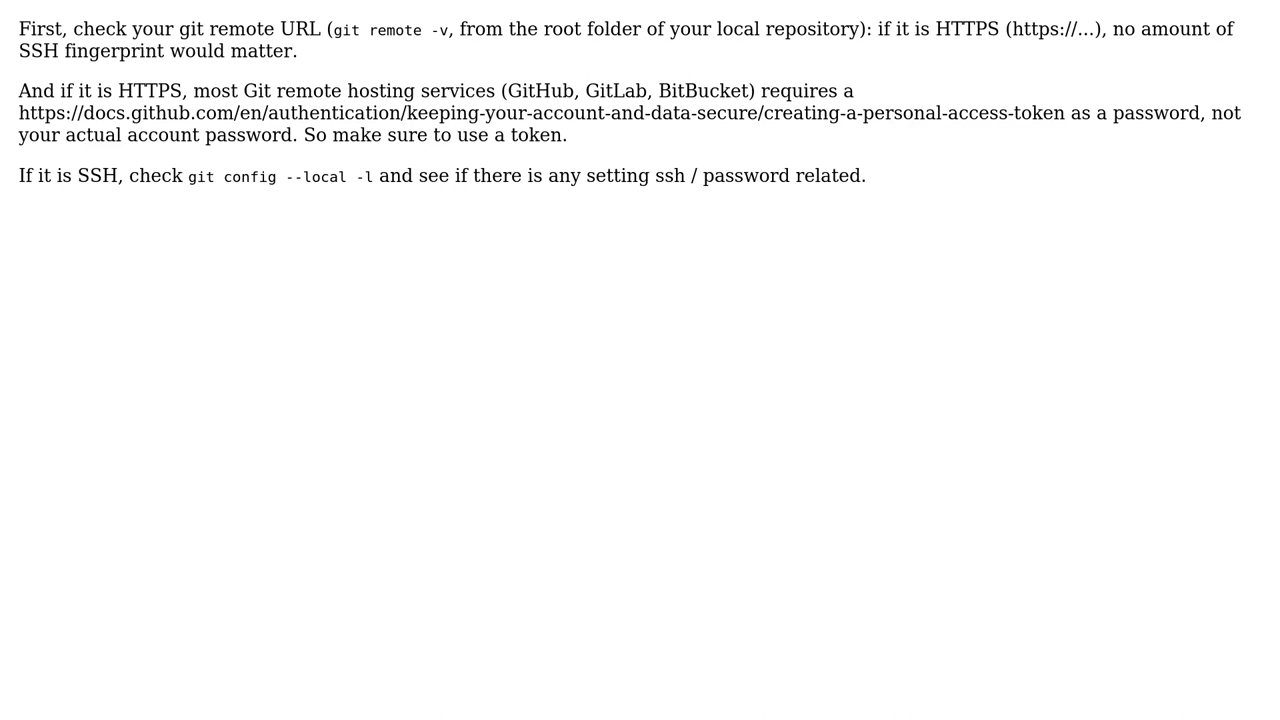 First, check your git remote URL (git remote -v, from the root folder of your local repository): if it is HTTPS (https://...), no amount of
SSH fingerprint would matter.
And if it is HTTPS, most Git remote hosting services (GitHub, GitLab, BitBucket) requires a
https://docs.github.com/en/authentication/keeping-your-account-and-data-secure/creating-a-personal-access-token as a password, not
your actual account password. So make sure to use a token.
If it is SSH, check git config --local -l and see if there is any setting ssh / password related.